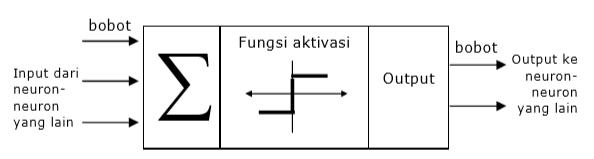 bobot
Input dari
neuron-
neuron
yang lain
Σ
Fungsi aktivasi
Output
bobot
Output ke
neuron-
neuron
yang lain